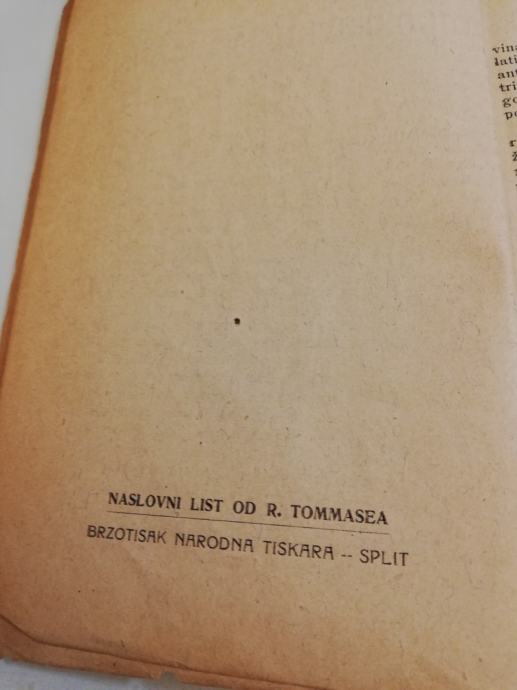 NASLOVNI LIST OD R. TOMMASEA
BRZOTISAK NARODNA TISKARA -- SPLIT